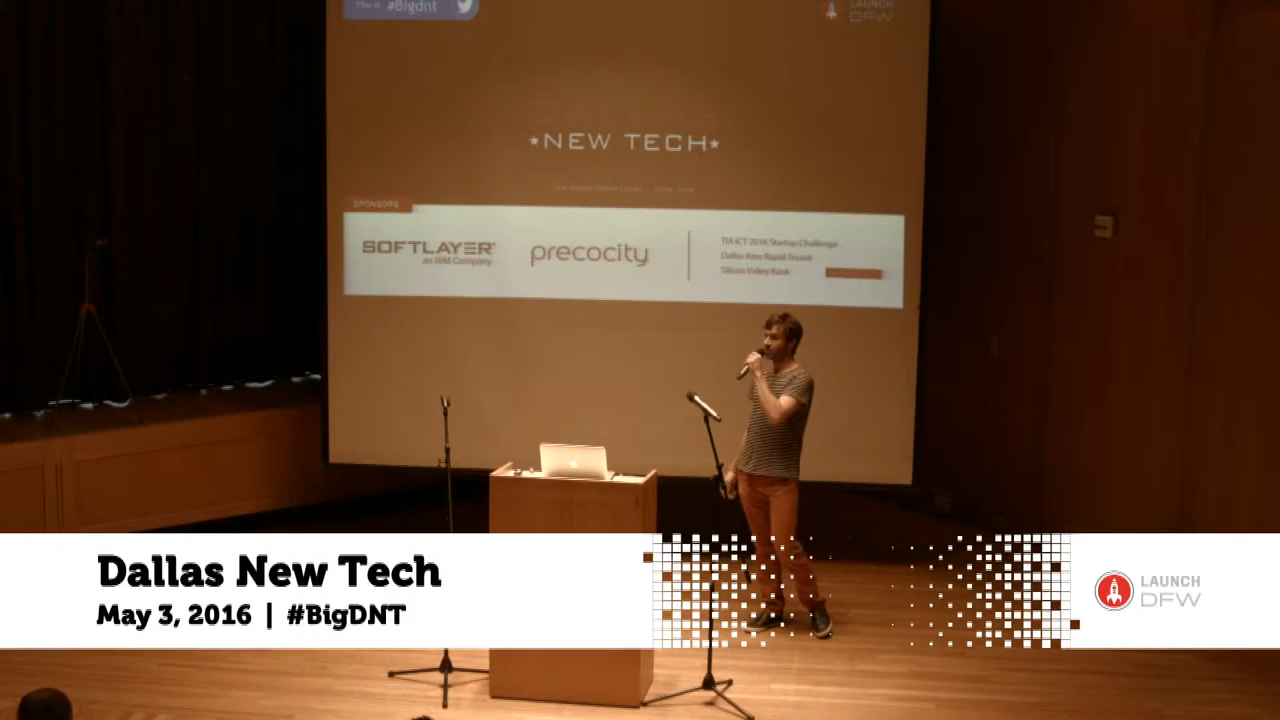 This is #Bigdnt
LAUNCH
DFW
★NEW TECH★
SPONSORS
SOFTLAYER®
an IBM Company
precocity
TIA ICT 2016 Startup Challenge
Dallas Area Rapid Transit
Silicon Valley Bank
Dallas New Tech
May 3, 2016 | #BigDNT
LAUNCH
DFW